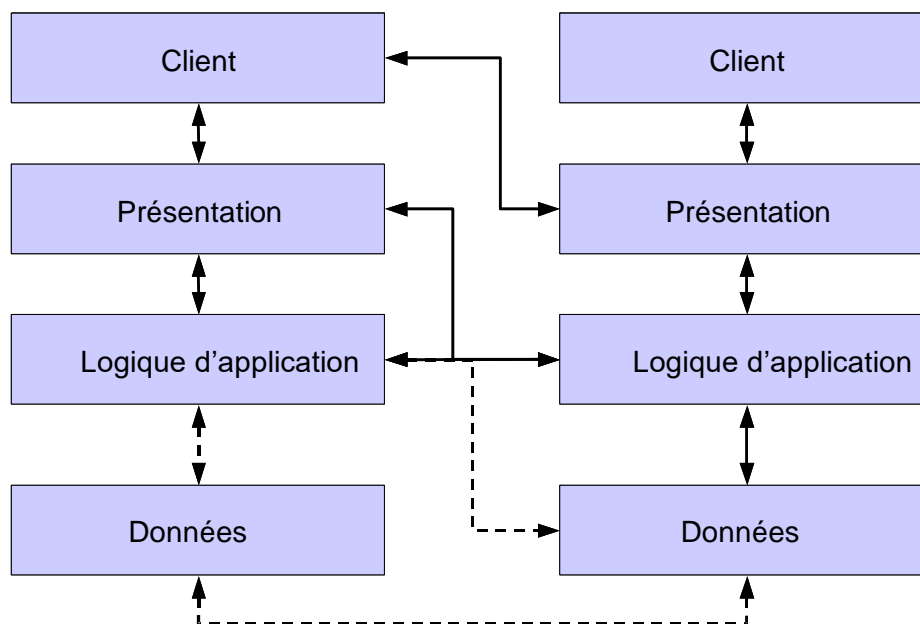 Client
Client
Présentation
Présentation
Logique d’application
Logique d’application
Données
Données